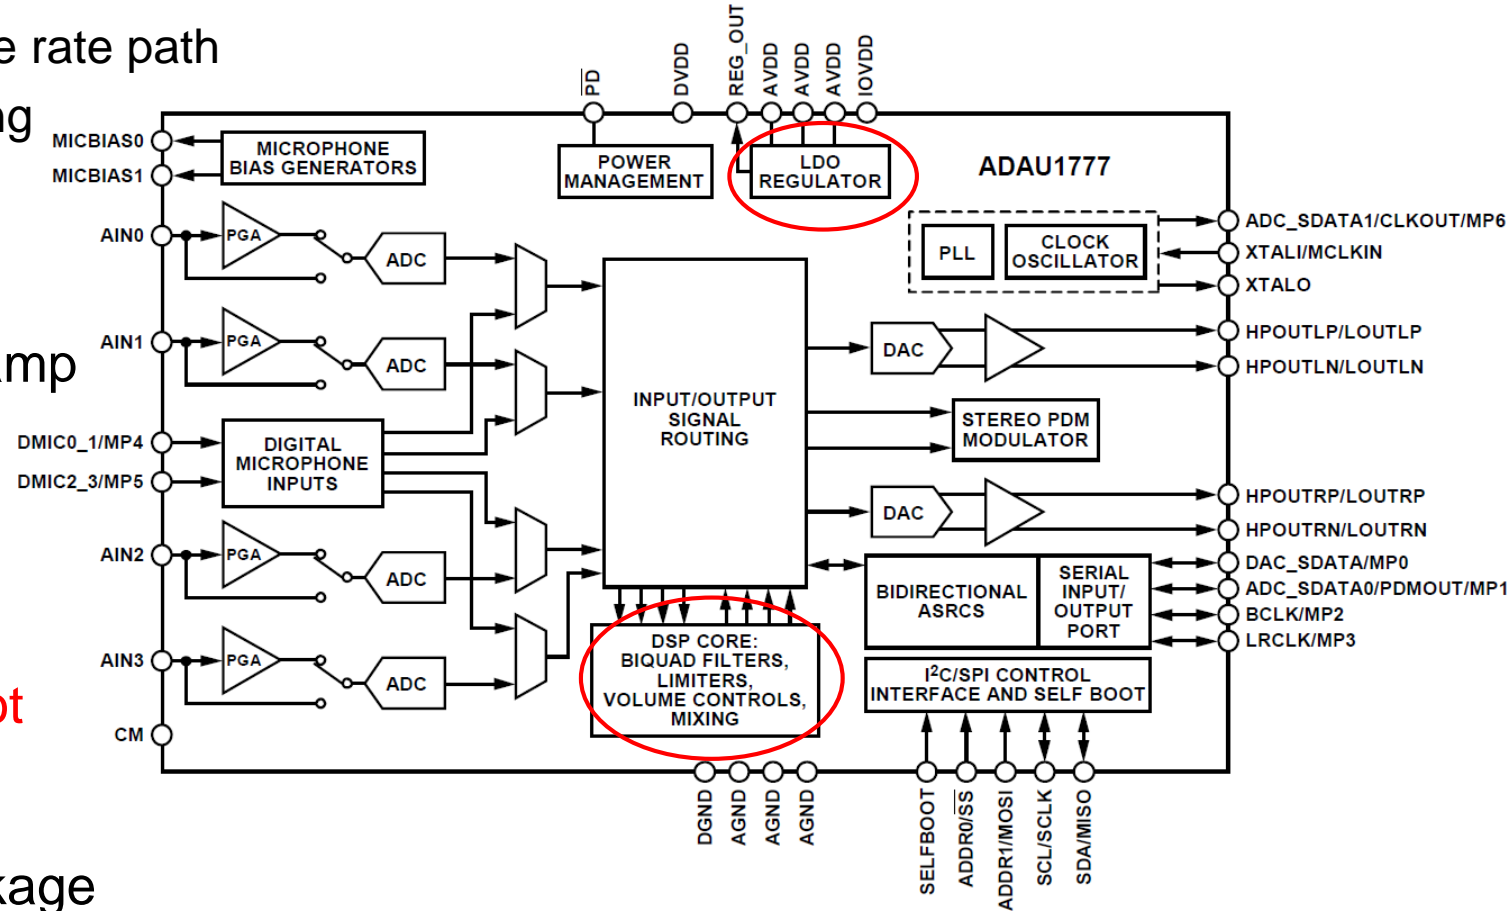 e rate path
ng
amp
ot
kage
PD
DVDD
REG_OUT
AVDD
AVDD
AVDD
IOVDD
MICBIAS0
MICBIAS1
MICROPHONE
BIAS GENERATORS
POWER
MANAGEMENT
LDO
REGULATOR
ADAU1777
AIN0
PGA
ADC
AIN1
PGA
ADC
DMIC0_1/MP4
DMIC2_3/MP5
DIGITAL
MICROPHONE
INPUTS
AIN2
PGA
ADC
AIN3
PGA
ADC
CM
INPUT/OUTPUT
SIGNAL
ROUTING
DSP CORE:
BIQUAD FILTERS,
LIMITERS,
VOLUME CONTROLS,
MIXING
PLL
CLOCK
OSCILLATOR
ADC_SDATA1/CLKOUT/MP6
XTALI/MCLKIN
XTALO
DAC
HPOUTLP/LOUTLP
HPOUTLN/LOUTLN
STEREO PDM
MODULATOR
DAC
HPOUTRP/LOUTRP
HPOUTRN/LOUTRN
BIDIRECTIONAL
ASRCS
SERIAL
INPUT/
OUTPUT
PORT
DAC_SDATA/MP0
ADC_SDATA0/PDMOUT/MP1
BCLK/MP2
LRCLK/MP3
I²C/SPI CONTROL
INTERFACE AND SELF BOOT
DGND
AGND
AGND
AGND
SELFBOOT
ADDR0/SS
ADDR1/MOSI
SCL/SCLK
SDA/MISO